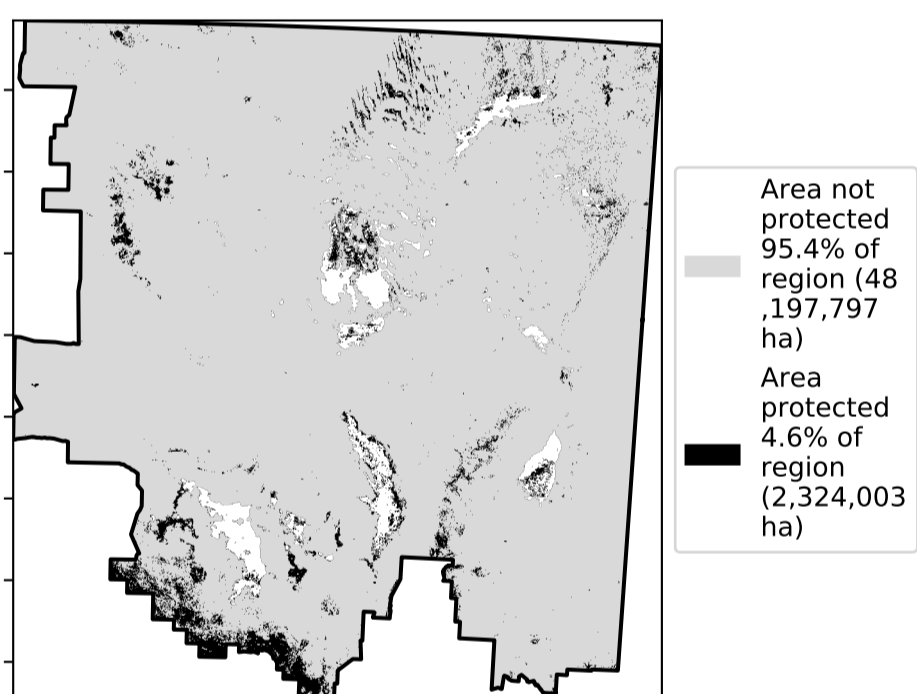 Area not
protected
95.4% of
region (48
,197,797
ha)
Area
protected
4.6% of
region
(2,324,003
ha)